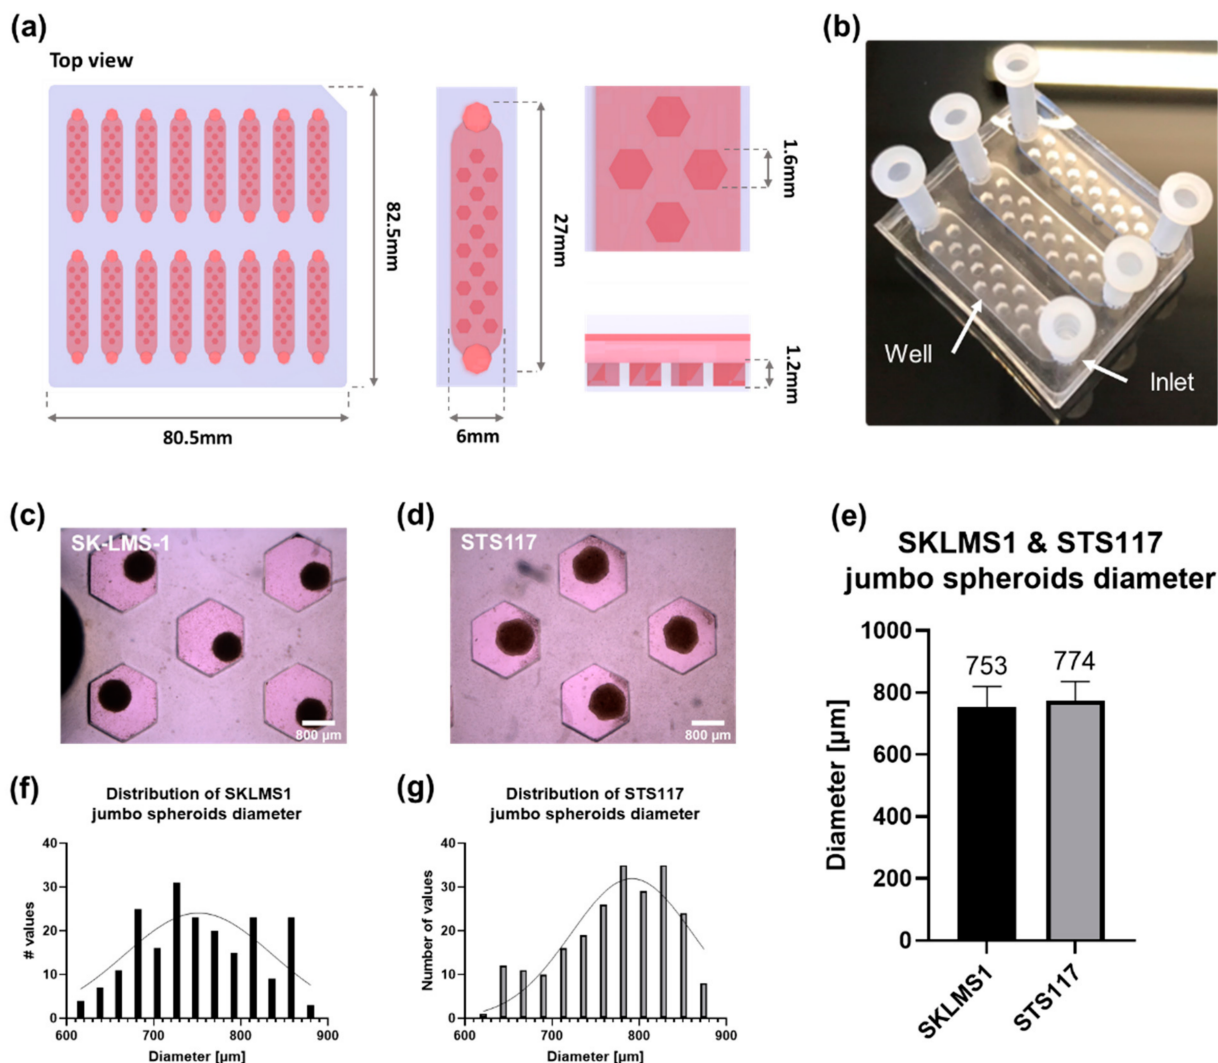 (a)
Top view
82.5mm
80.5mm
27mm
6mm
1.6mm
1.2mm
(b)
Well
Inlet
(c)
SK-LMS-1
800 µm
(d)
STS117
800 µm
(e)
SKLMS1 & STS117
jumbo spheroids diameter
Diameter [µm]
1000
800
600
400
200
0
753
774
SKLMS1
STS117
(f)
Distribution of SKLMS1
jumbo spheroids diameter
# values
40
30
20
10
0
600
700
800
900
Diameter [µm]
(g)
Distribution of STS117
jumbo spheroids diameter
Number of values
40
30
20
10
0
600
700
800
900
Diameter [µm]